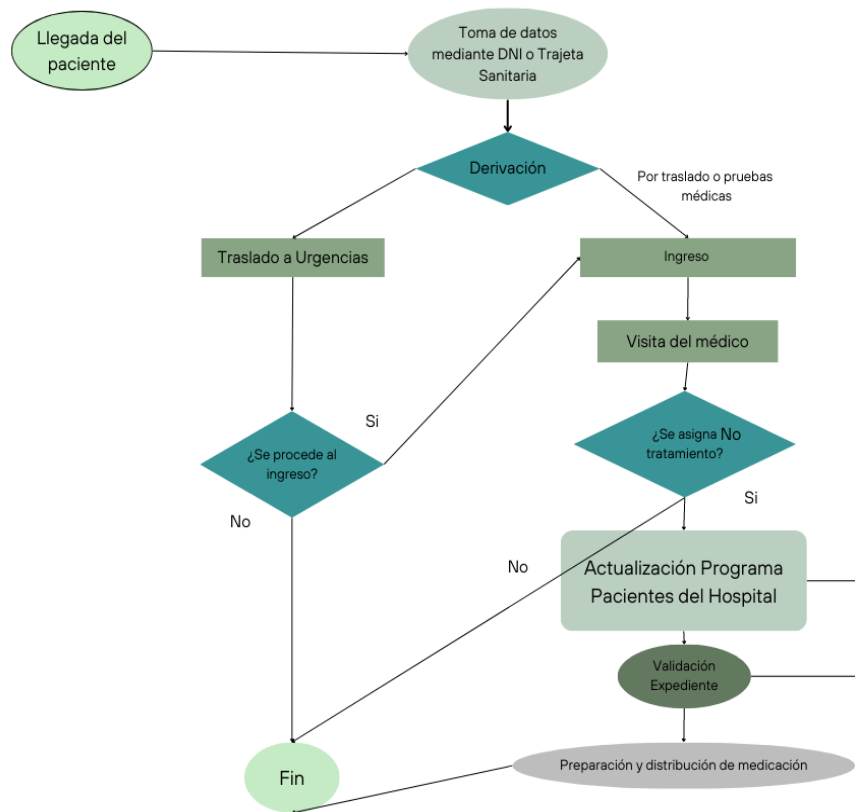 Llegada del
paciente
Toma de datos
mediante DNI o Trajeta
Sanitaria
Derivación
Por traslado o pruebas
médicas
Traslado a Urgencias
Ingreso
Visita del médico
Si
¿Se procede al
ingreso?
No
¿Se asigna No
tratamiento?
Si
No
Actualización Programa
Pacientes del Hospital
Validación
Expediente
Preparación y distribución de medicación
Fin